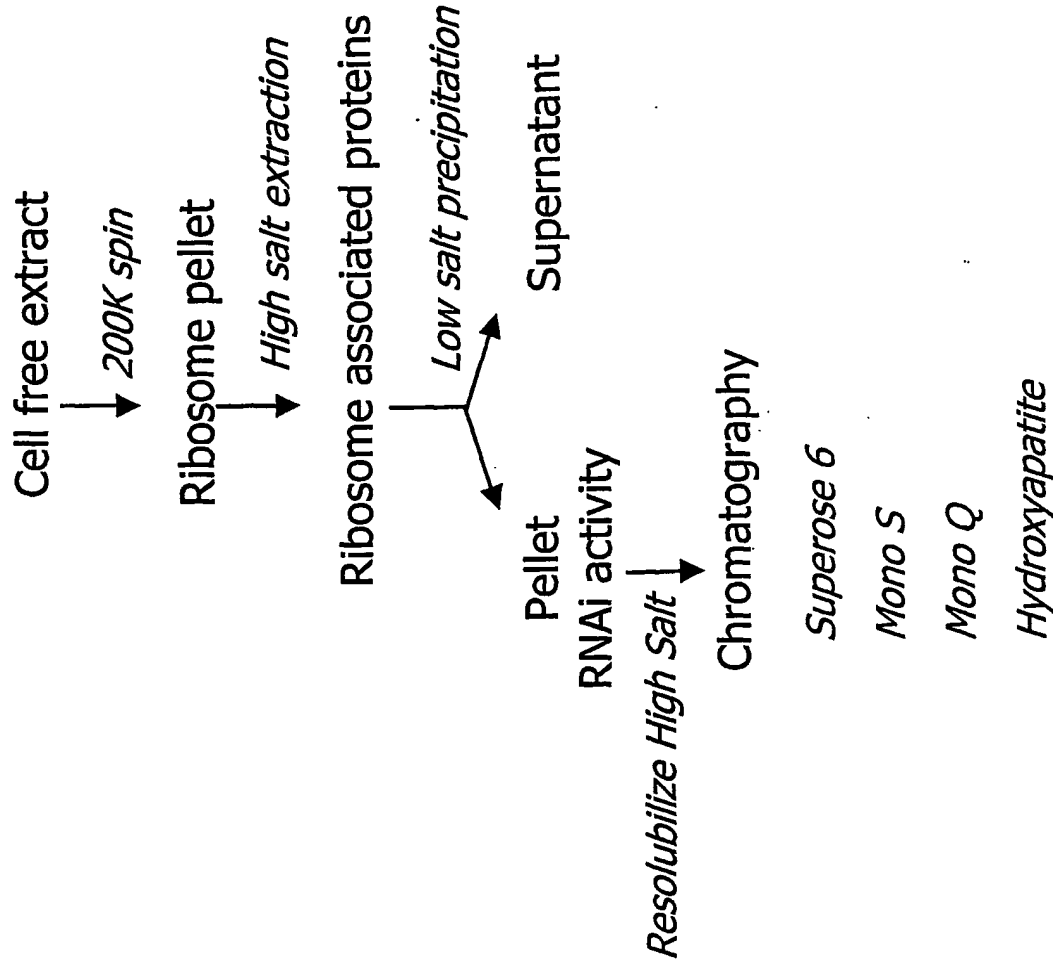 Cell free extract
200K spin
Ribosome pellet
High salt extraction
Ribosome associated proteins
Low salt precipitation
Pellet
Supernatant
RNAi activity
Resolubilize High Salt
Chromatography
Superose 6
Mono S
Mono Q
Hydroxyapatite